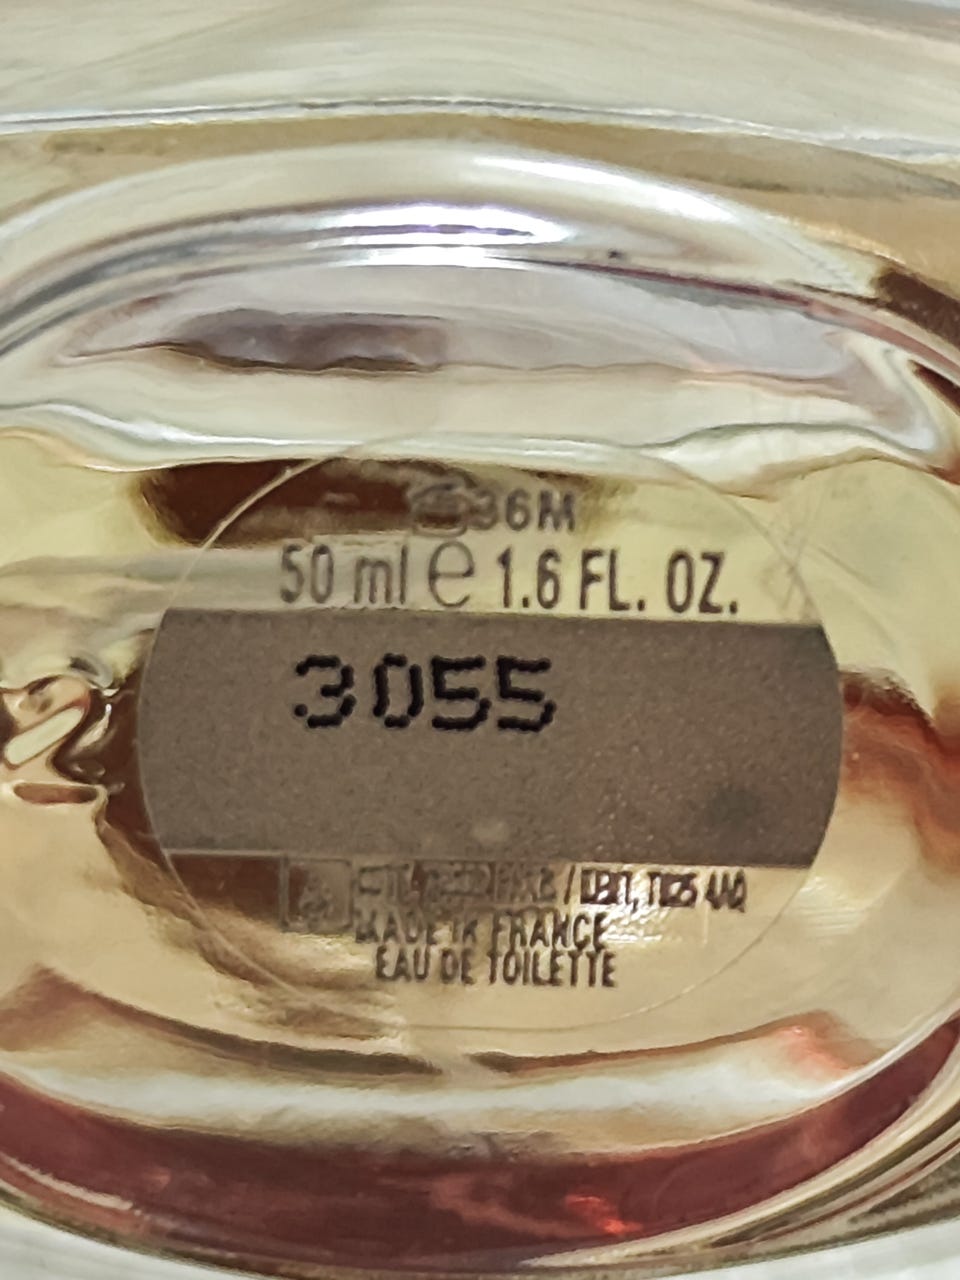 36M
50 ml e 1.6 FL. OZ.
3055
MADE IN FRANCE
EAU DE TOILETTE